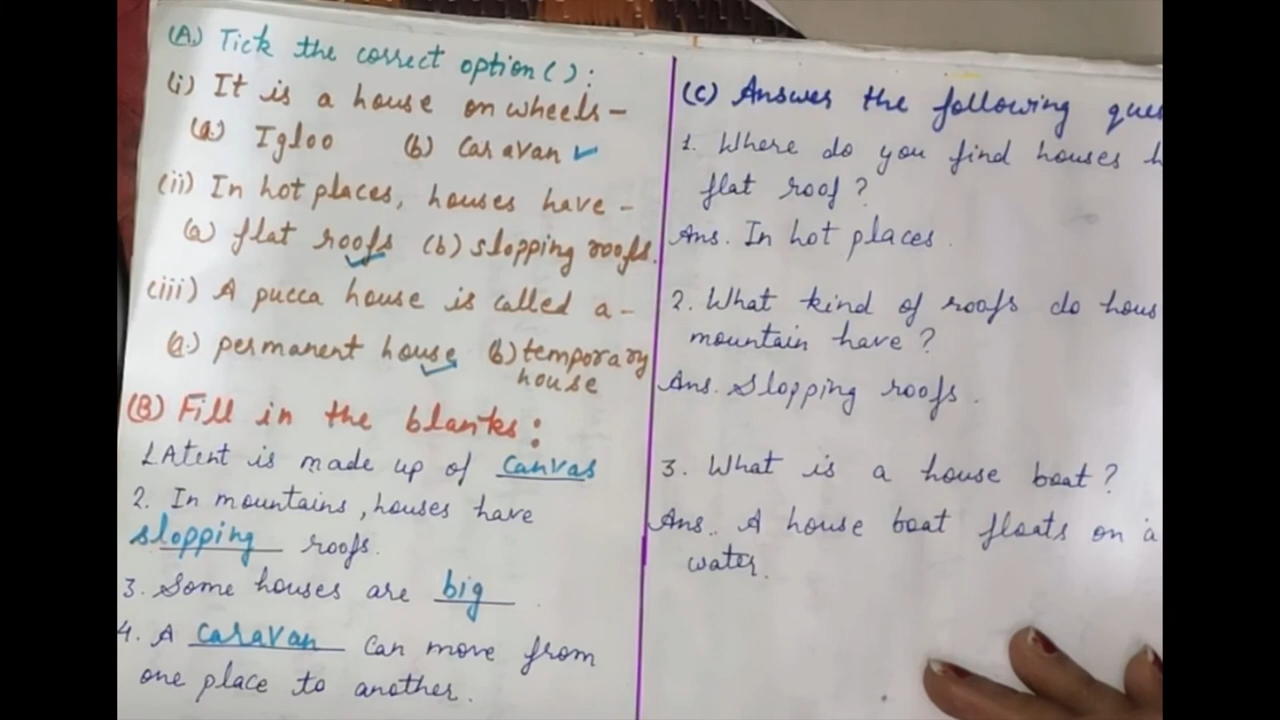 (A) Tick the correct option ( ) :
(i) It is a house on wheels -
(a) Igloo (b) Caravan ✓
(ii) In hot places, houses have -
(a) flat roofs ✓ (b) slopping roofs.
(iii) A pucca house is called a -
(a) permanent house ✓ (b) temporary
house
(B) Fill in the blanks :
1. A tent is made up of canvas
2. In mountains, houses have
slopping roofs.
3. Some houses are big
4. A caravan can move from
one place to another.
(C) Answer the following ques
1. Where do you find houses h
flat roof ?
Ans. In hot places.
2. What kind of roofs do hous
mountain have ?
Ans. Slopping roofs.
3. What is a house boat ?
Ans. A house boat floats on
water.